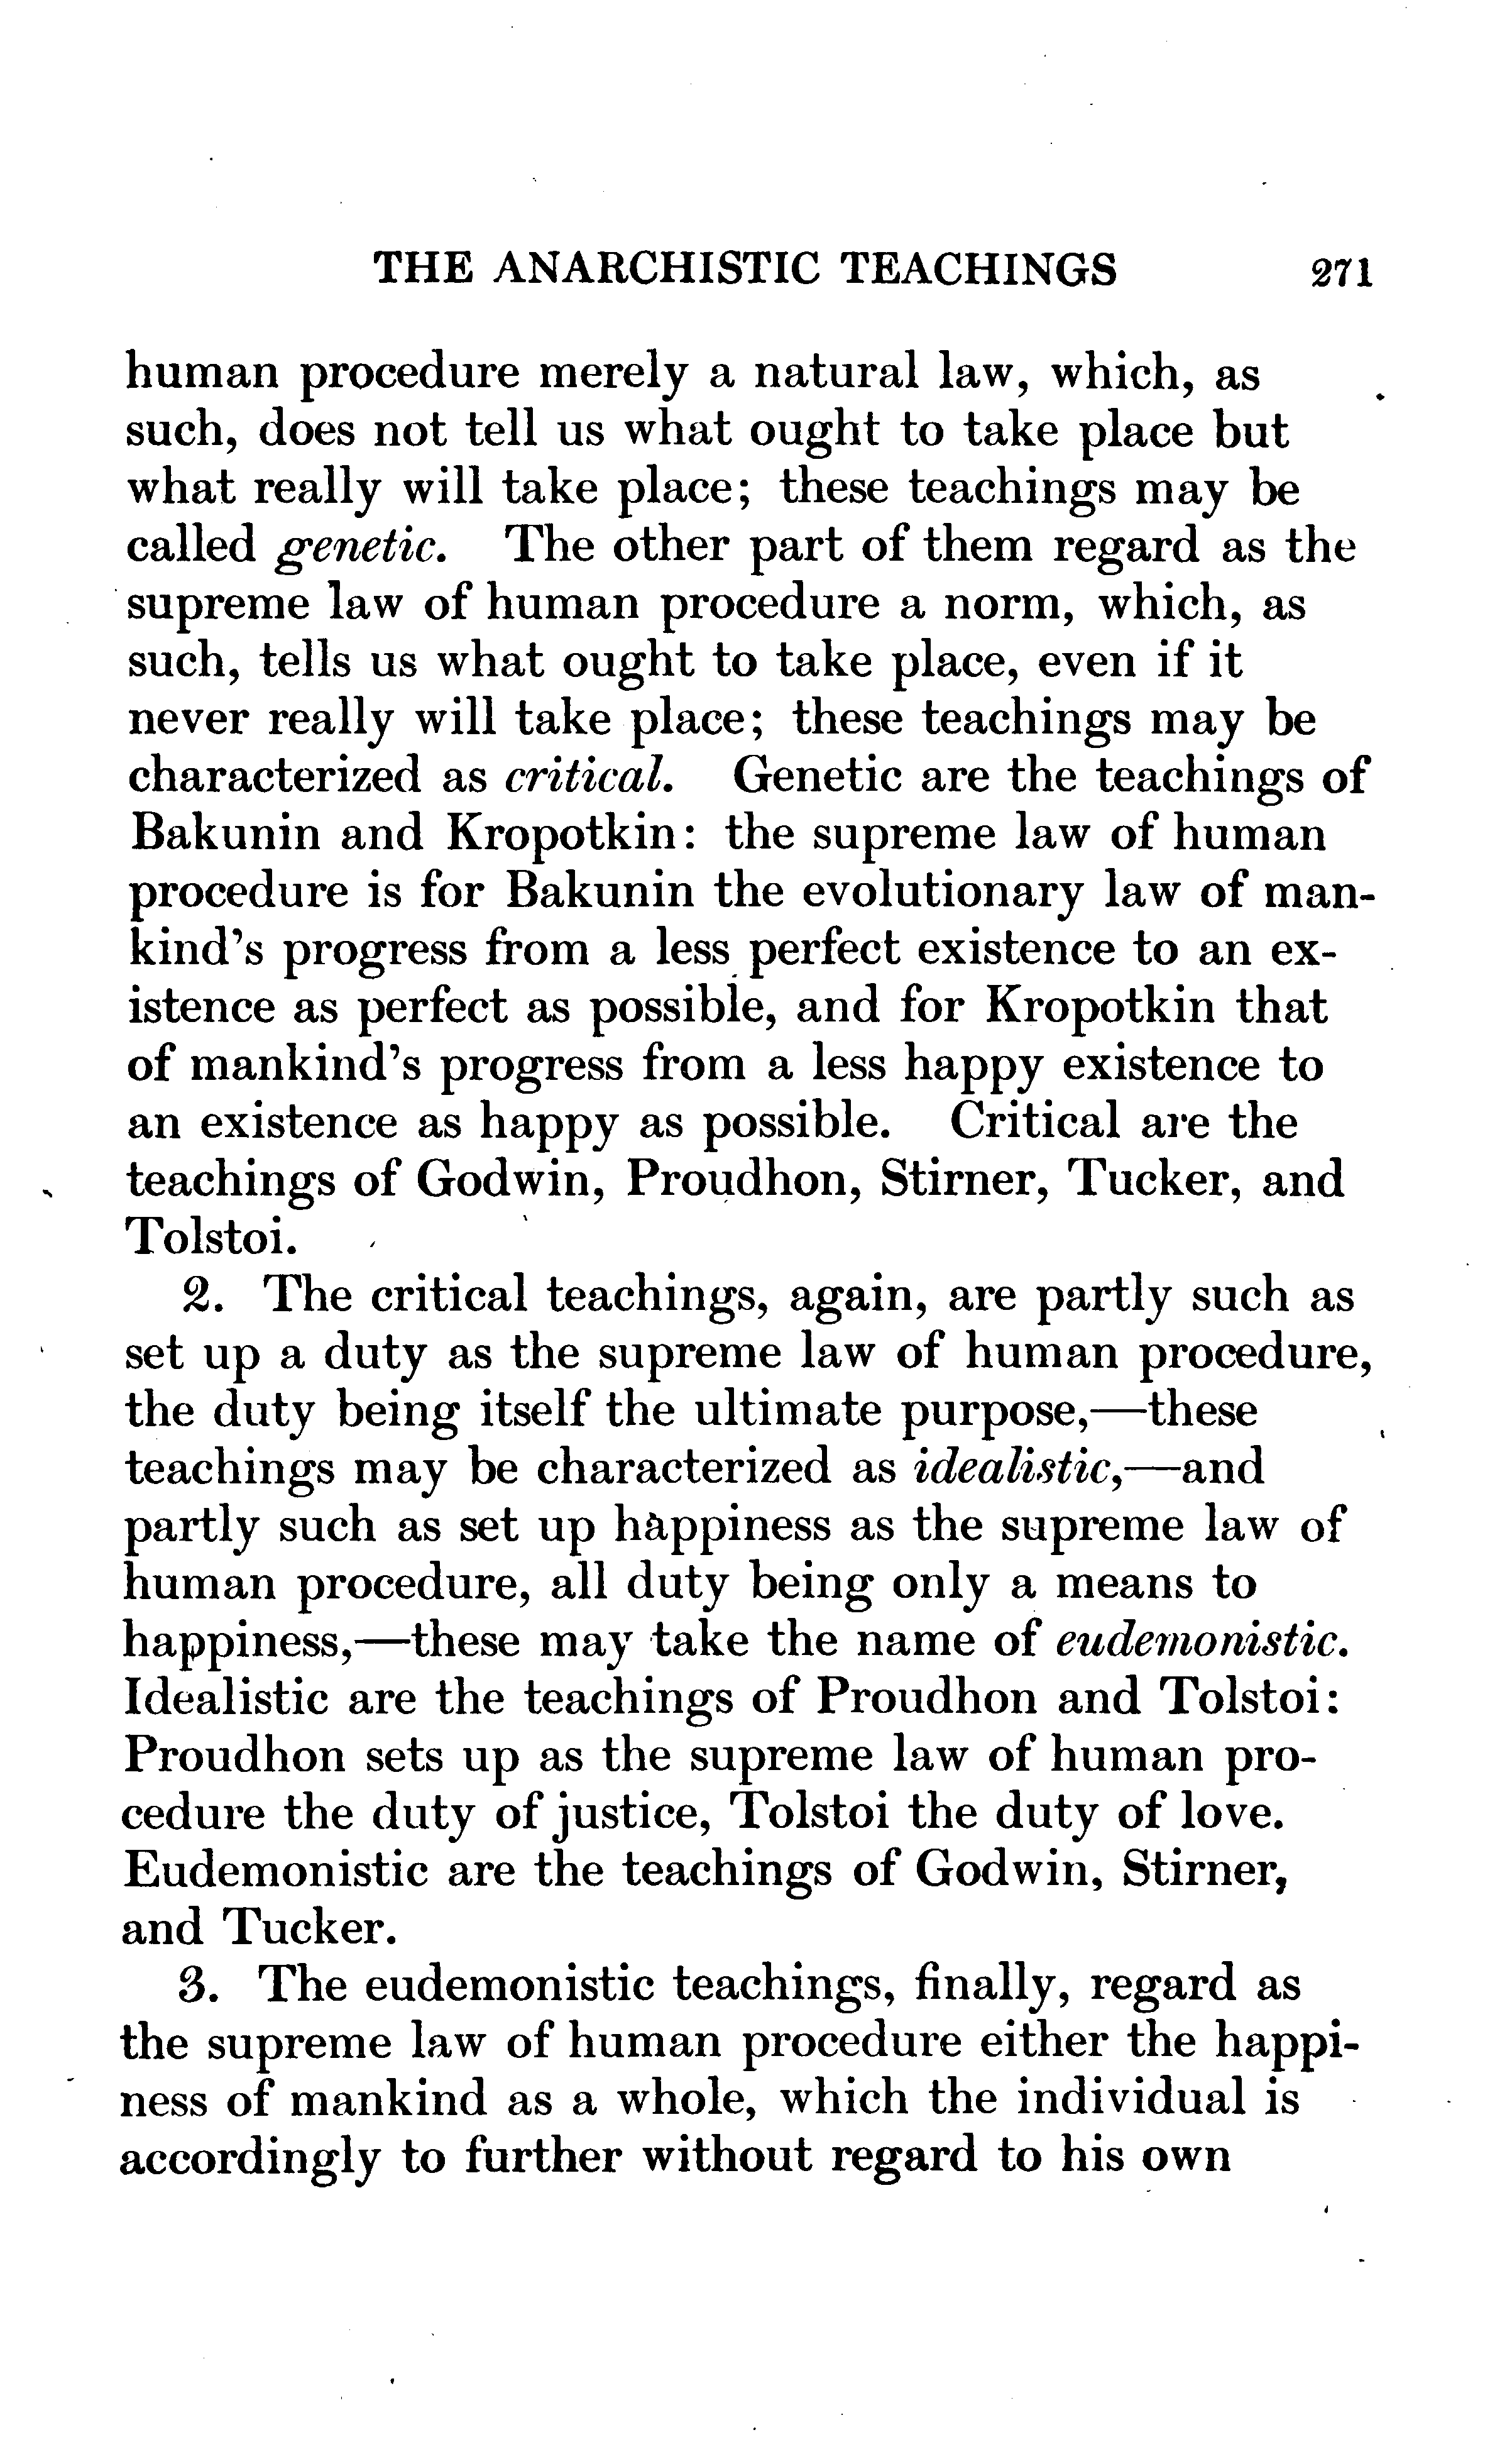 THE ANARCHISTIC TEACHINGS 271
human procedure merely a natural law, which, as
such, does not tell us what ought to take place but
what really will take place; these teachings may be
called genetic. The other part of them regard as the
supreme law of human procedure a norm, which, as
such, tells us what ought to take place, even if it
never really will take place; these teachings may be
characterized as critical. Genetic are the teachings of
Bakunin and Kropotkin: the supreme law of human
procedure is for Bakunin the evolutionary law of man-
kind's progress from a less perfect existence to an ex-
istence as perfect as possible, and for Kropotkin that
of mankind's progress from a less happy existence to
an existence as happy as possible. Critical are the
teachings of Godwin, Proudhon, Stirner, Tucker, and
Tolstoi.
2. The critical teachings, again, are partly such as
set up a duty as the supreme law of human procedure,
the duty being itself the ultimate purpose,—these
teachings may be characterized as idealistic,—and
partly such as set up happiness as the supreme law of
human procedure, all duty being only a means to
happiness,—these may take the name of eudemonistic.
Idealistic are the teachings of Proudhon and Tolstoi:
Proudhon sets up as the supreme law of human pro-
cedure the duty of justice, Tolstoi the duty of love.
Eudemonistic are the teachings of Godwin, Stirner,
and Tucker.
3. The eudemonistic teachings, finally, regard as
the supreme law of human procedure either the happi-
ness of mankind as a whole, which the individual is
accordingly to further without regard to his own